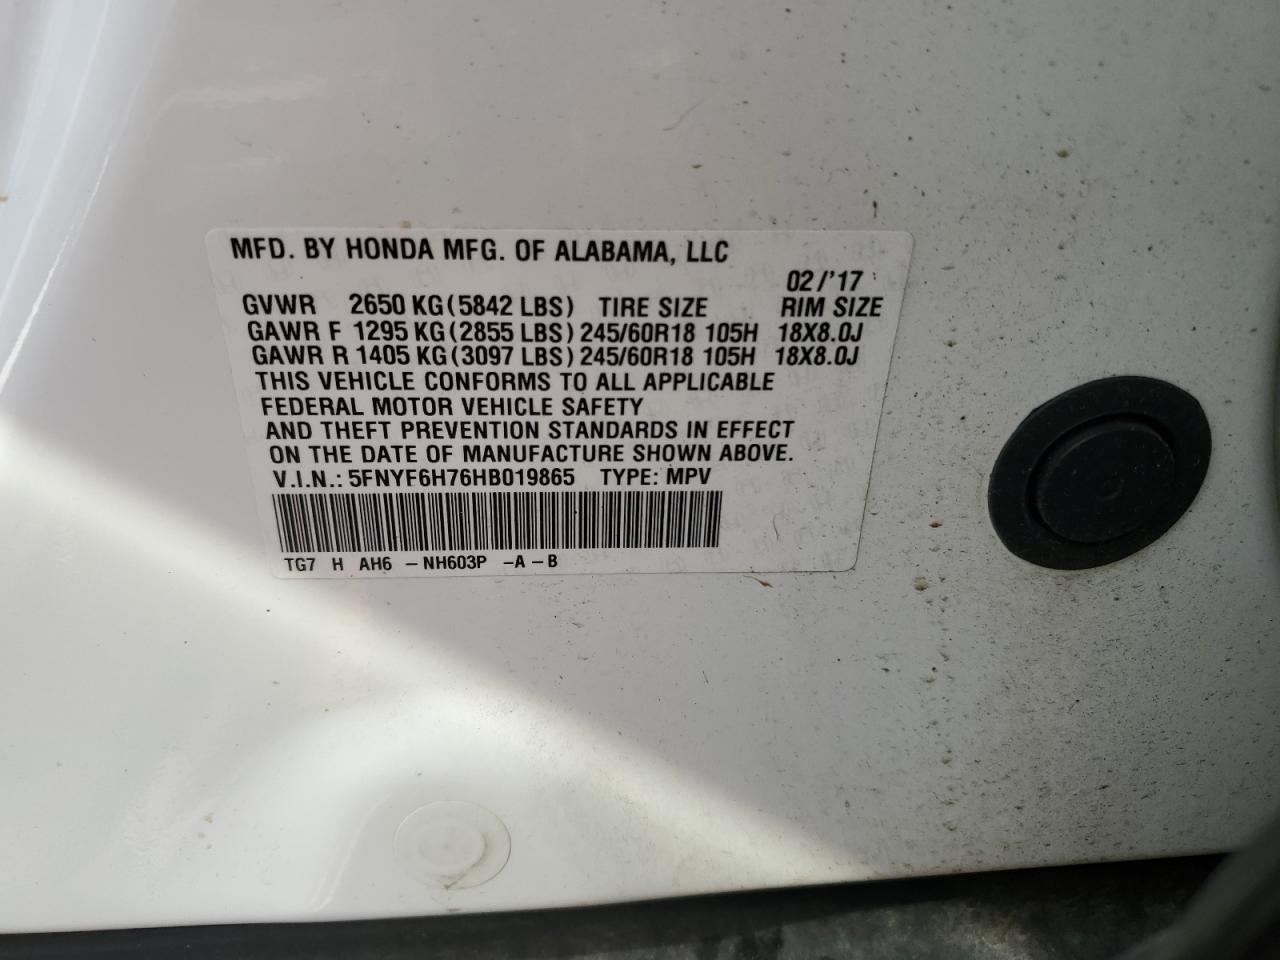 MFD. BY HONDA MFG. OF ALABAMA, LLC
02/'17
GVWR 2650 KG(5842 LBS) TIRE SIZE RIM SIZE
GAWR F 1295 KG(2855 LBS) 245/60R18 105H 18X8.0J
GAWR R 1405 KG(3097 LBS) 245/60R18 105H 18X8.0J
THIS VEHICLE CONFORMS TO ALL APPLICABLE
FEDERAL MOTOR VEHICLE SAFETY
AND THEFT PREVENTION STANDARDS IN EFFECT
ON THE DATE OF MANUFACTURE SHOWN ABOVE.
V.I.N.: 5FNYF6H76HB019865 TYPE: MPV
TG7 H AH6 -NH603P -A-B